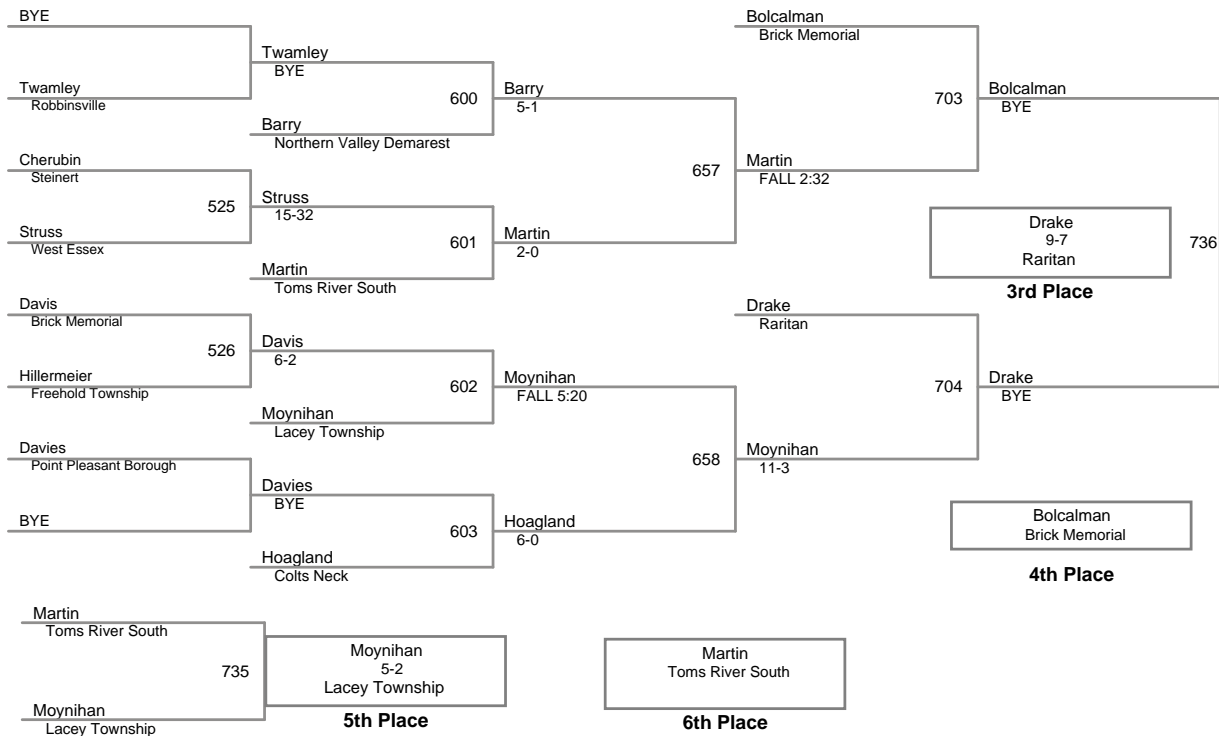 BYE
Twamley
BYE
Twamley
Robbinsville
600
Barry
5-1
Barry
Northern Valley Demarest
Cherubin
Steinert
525
Struss
15-32
Struss
West Essex
601
Martin
2-0
Martin
Toms River South
657
Martin
FALL 2:32
Bolcalman
Brick Memorial
703
Bolcalman
BYE
Davis
Brick Memorial
526
Davis
6-2
Hillermeier
Freehold Township
602
Moynihan
FALL 5:20
Moynihan
Lacey Township
Davies
Point Pleasant Borough
Davies
BYE
BYE
603
Hoagland
6-0
Hoagland
Colts Neck
658
Moynihan
11-3
Drake
Raritan
704
Drake
BYE
Drake
9-7
Raritan
736
3rd Place
Bolcalman
Brick Memorial
4th Place
Martin
Toms River South
735
Moynihan
Lacey Township
Moynihan
5-2
Lacey Township
5th Place
Martin
Toms River South
6th Place